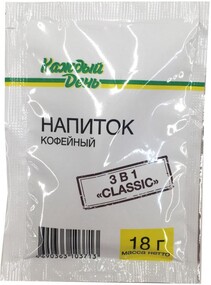 Каждый
День
НАПИТОК
КОФЕЙНЫЙ
3 В 1
«CLASSIC»
18 г
Масса нетто